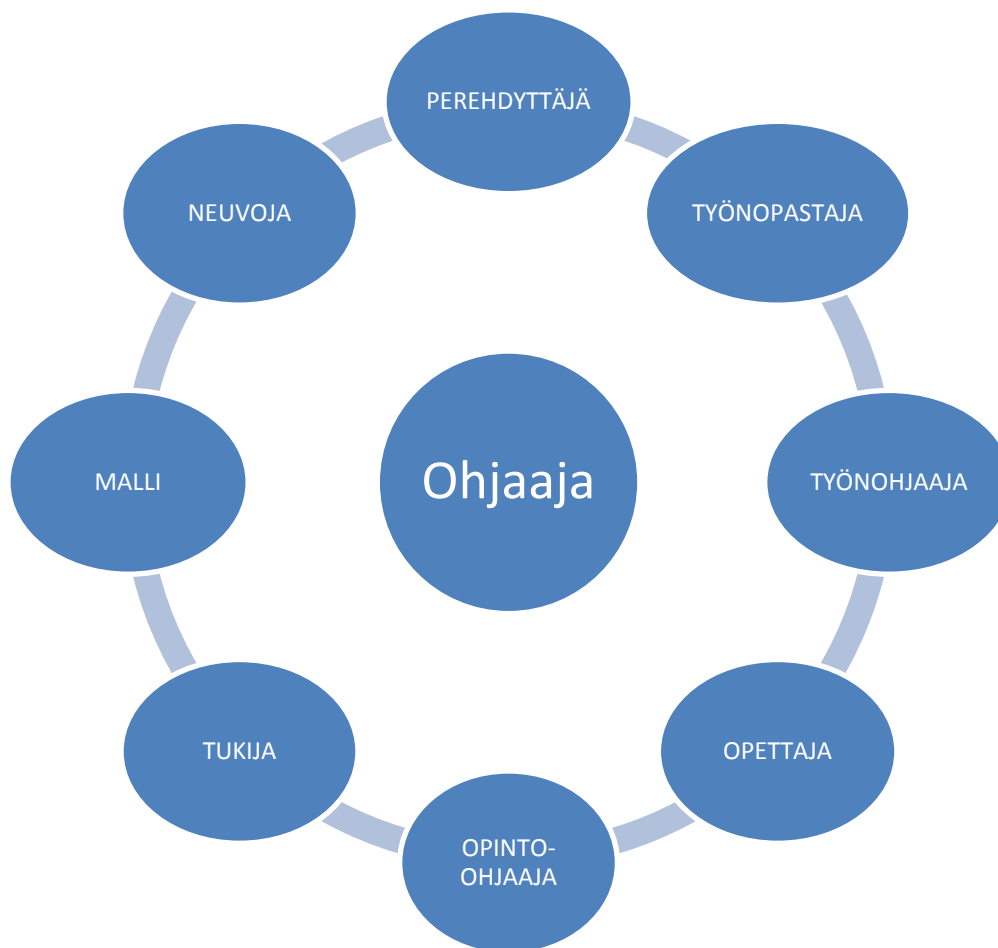 PEREHDYTTÄJÄ
TYÖNOPASTAJA
TYÖNOHJAAJA
OPETTAJA
OPINTO-
OHJAAJA
TUKIJA
MALLI
NEUVOJA
Ohjaaja